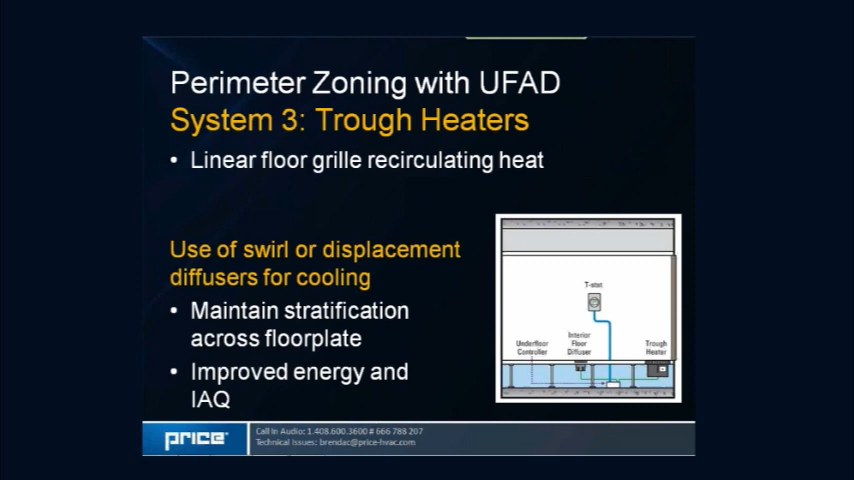 Perimeter Zoning with UFAD
System 3: Trough Heaters
• Linear floor grille recirculating heat
Use of swirl or displacement
diffusers for cooling
• Maintain stratification
across floorplate
• Improved energy and
IAQ
T-stat
Underfloor
Controller
Interior
Floor
Diffuser
Trough
Heater
price
Call In Audio: 1.408.600.3600 # 666 788 207
Technical Issues: brendac@price-hvac.com